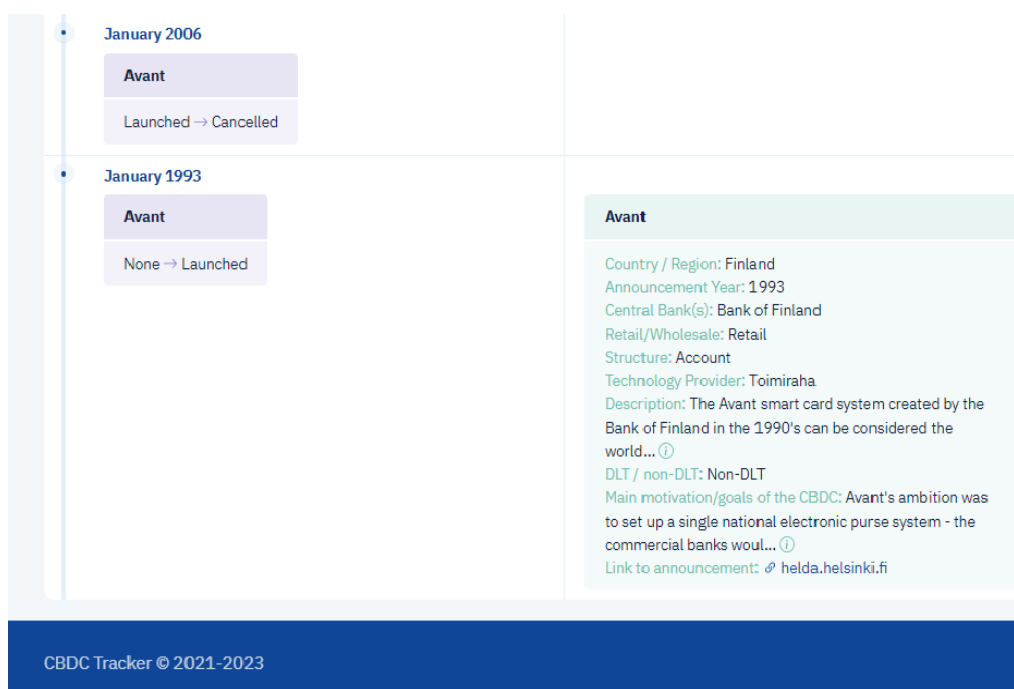 January 2006
Avant
Launched → Cancelled
January 1993
Avant
None → Launched
Avant
Country / Region: Finland
Announcement Year: 1993
Central Bank(s): Bank of Finland
Retail/Wholesale: Retail
Structure: Account
Technology Provider: Toimiraha
Description: The Avant smart card system created by the
Bank of Finland in the 1990's can be considered the
world...
DLT / non-DLT: Non-DLT
Main motivation/goals of the CBDC: Avant's ambition was
to set up a single national electronic purse system - the
commercial banks woul...
Link to announcement: helda.helsinki.fi
CBDC Tracker © 2021-2023